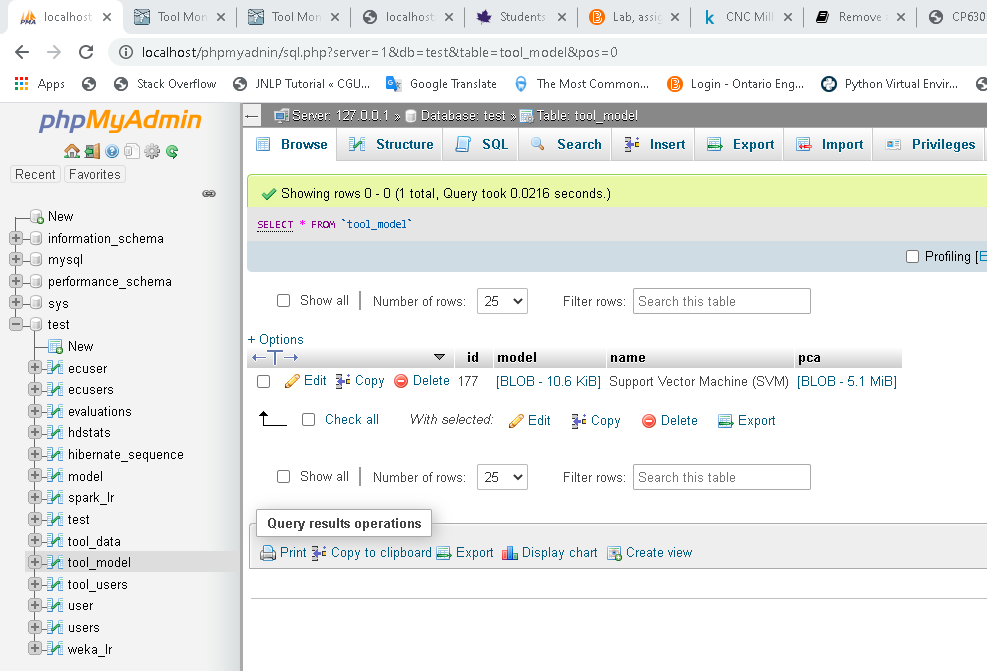 localhost
Tool Mon
Tool Mon
localhost
Students
Lab, assig
CNC Mill
Remove
CP630
localhost/phpmyadmin/sql.php?server=1&db=test&table=tool_model&pos=0
Apps Stack Overflow JNLP Tutorial « CGU... Google Translate The Most Common... Login - Ontario Eng... Python Virtual Envir...
phpMyAdmin
Recent Favorites
New
information_schema
mysql
performance_schema
sys
test
New
ecuser
ecusers
evaluations
hdstats
hibernate_sequence
model
spark_lr
test
tool_data
tool_model
tool_users
user
users
weka_lr
Server: 127.0.0.1 » Database: test » Table: tool_model
Browse Structure SQL Search Insert Export Import Privileges
Showing rows 0 - 0 (1 total, Query took 0.0216 seconds.)
SELECT * FROM `tool_model`
Profiling [E
Show all Number of rows: 25 Filter rows: Search this table
+ Options
←T→ id model name pca
Edit Copy Delete 177 [BLOB - 10.6 KiB] Support Vector Machine (SVM) [BLOB - 5.1 MiB]
Check all With selected: Edit Copy Delete Export
Show all Number of rows: 25 Filter rows: Search this table
Query results operations
Print Copy to clipboard Export Display chart Create view